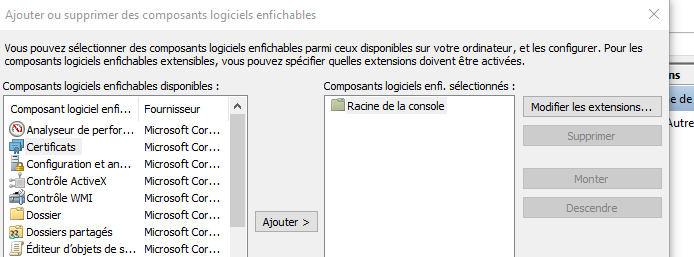 Ajouter ou supprimer des composants logiciels enfichables
Vous pouvez sélectionner des composants logiciels enfichables parmi ceux disponibles sur votre ordinateur, et les configurer. Pour les
composants logiciels enfichables extensibles, vous pouvez spécifier quelles extensions doivent être activées.
Composants logiciels enfichables disponibles :
Composant logiciel enfi... Fournisseur
Analyseur de perfor... Microsoft Cor...
Certificats Microsoft Cor...
Configuration et an... Microsoft Cor...
Contrôle ActiveX Microsoft Cor...
Contrôle WMI Microsoft Cor...
Dossier Microsoft Cor...
Dossiers partagés Microsoft Cor...
Éditeur d'objets de s... Microsoft Cor...
Ajouter >
Composants logiciels enfi. sélectionnés :
Racine de la console
Modifier les extensions...
Supprimer
Monter
Descendre
ns
e de
Autre